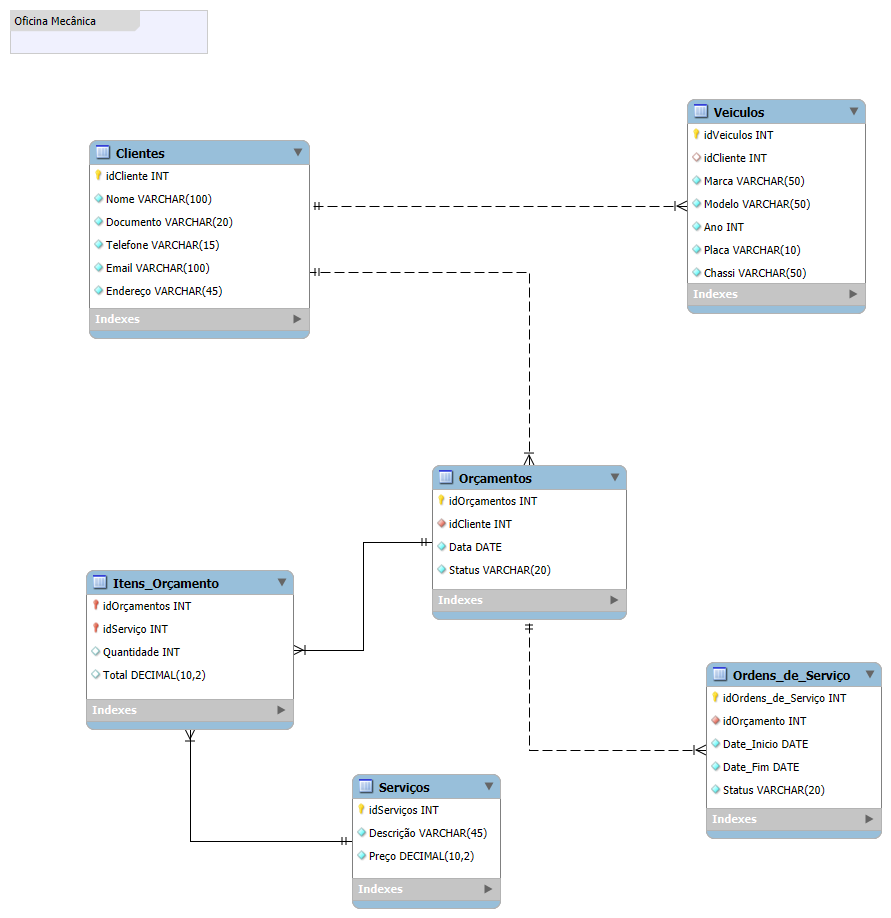 Oficina Mecânica
Clientes
idCliente INT
Nome VARCHAR(100)
Documento VARCHAR(20)
Telefone VARCHAR(15)
Email VARCHAR(100)
Endereço VARCHAR(45)
Indexes
Veiculos
idVeiculos INT
idCliente INT
Marca VARCHAR(50)
Modelo VARCHAR(50)
Ano INT
Placa VARCHAR(10)
Chassi VARCHAR(50)
Indexes
Orçamentos
idOrçamentos INT
idCliente INT
Data DATE
Status VARCHAR(20)
Indexes
Itens_Orçamento
idOrçamentos INT
idServiço INT
Quantidade INT
Total DECIMAL(10,2)
Indexes
Ordens_de_Serviço
idOrdens_de_Serviço INT
idOrçamento INT
Date_Inicio DATE
Date_Fim DATE
Status VARCHAR(20)
Indexes
Serviços
idServiços INT
Descrição VARCHAR(45)
Preço DECIMAL(10,2)
Indexes